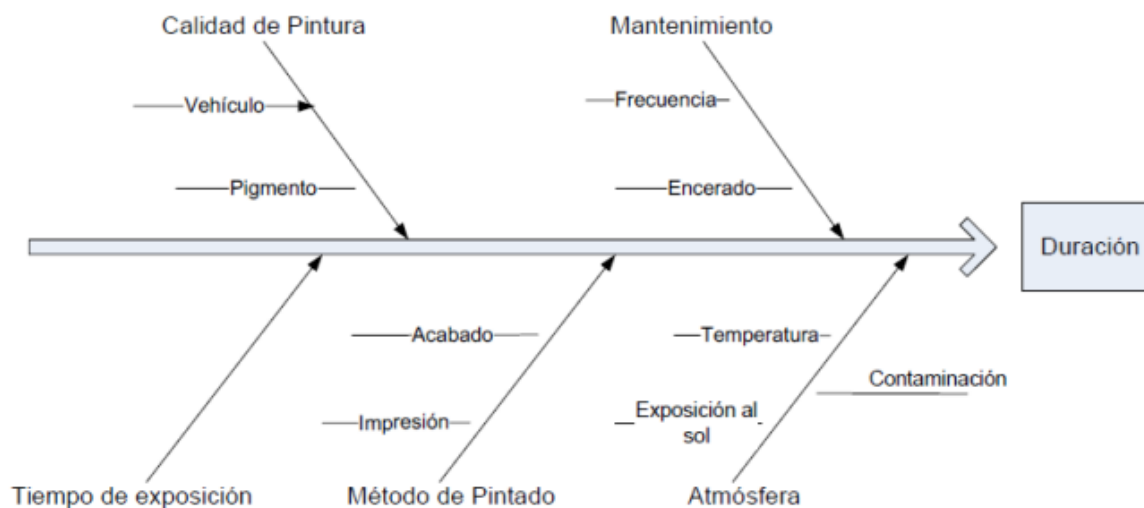 Calidad de Pintura
Mantenimiento
Vehículo
Frecuencia
Pigmento
Encerado
Duración
Acabado
Temperatura
Contaminación
Impresión
Exposición al
sol
Tiempo de exposición
Método de Pintado
Atmósfera